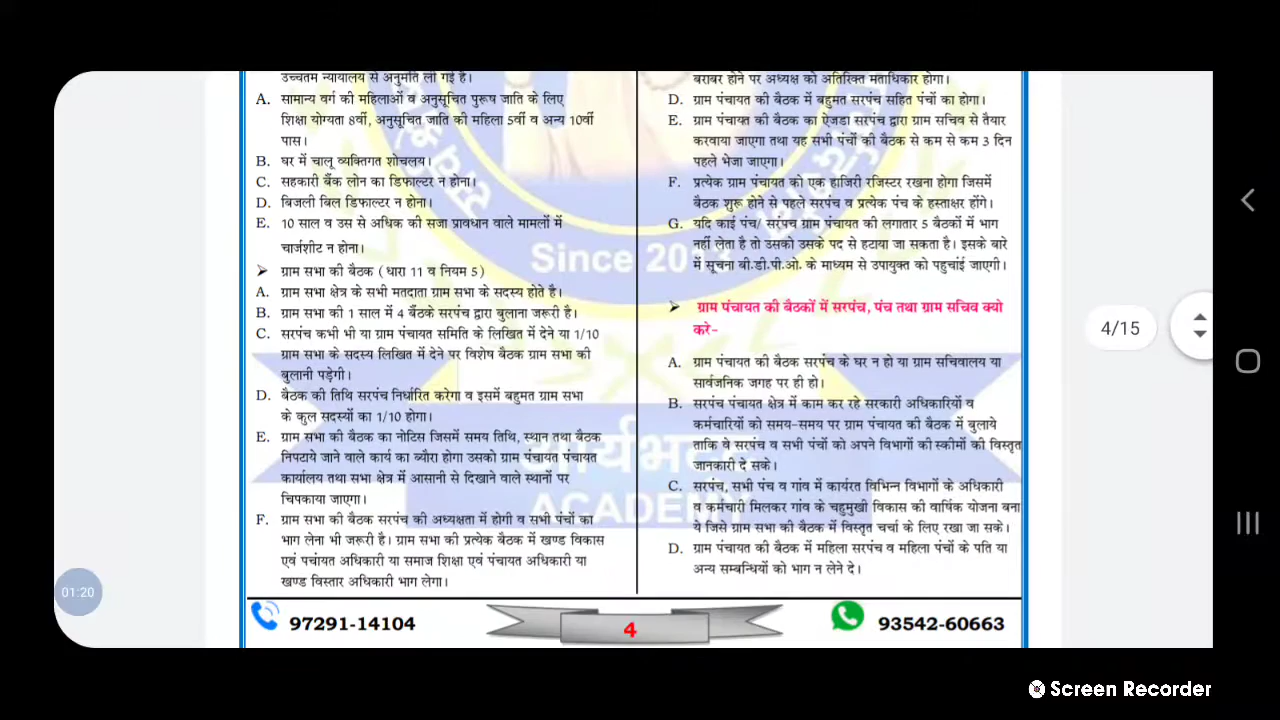 उच्चतम न्यायालय से अनुमति ली गई है।
A. सामान्य वर्ग की महिलाओं व अनुसूचित पुरूष जाति के लिए
शिक्षा योग्यता 8वीं, अनुसूचित जाति की महिला 5वीं व अन्य 10वीं
पास।
B. घर में चालू व्यक्तिगत शोचलय।
C. सहकारी बैंक लोन का डिफाल्टर न होना।
D. बिजली बिल डिफाल्टर न होना।
E. 10 साल व उस से अधिक की सजा प्रावधान वाले मामलों में
चार्जशीट न होना।
➢ ग्राम सभा की बैठक (धारा 11 व नियम 5)
A. ग्राम सभा क्षेत्र के सभी मतदाता ग्राम सभा के सदस्य होते है।
B. ग्राम सभा की 1 साल में 4 बैंठके सरपंच द्वारा बुलाना जरूरी है।
C. सरपंच कभी भी या ग्राम पंचायत समिति के लिखित में देने या 1/10
ग्राम सभा के सदस्य लिखित में देने पर विशेष बैठक ग्राम सभा की
बुलानी पड़ेगी।
D. बैठक की तिथि सरपंच निर्धारित करेगा व इसमें बहुमत ग्राम सभा
के कुल सदस्यों का 1/10 होगा।
E. ग्राम सभा की बैठक का नोटिस जिसमें समय तिथि, स्थान तथा बैठक
निपटाये जाने वाले कार्य का ब्यौरा होगा उसको ग्राम पंचायत पंचायत
कार्यालय तथा सभा क्षेत्र में आसानी से दिखाने वाले स्थानों पर
चिपकाया जाएगा।
F. ग्राम सभा की बैठक सरपंच की अध्यक्षता में होगी व सभी पंचों का
भाग लेना भी जरूरी है। ग्राम सभा की प्रत्येक बैठक में खण्ड विकास
एवं पचांयत अधिकारी या समाज शिक्षा एवं पंचायत अधिकारी या
खण्ड विस्तार अधिकारी भाग लेगा।
बराबर होने पर अध्यक्ष को अतिरिक्त मताधिकार होगा।
D. ग्राम पंचायत की बैठक में बहुमत सरपंच सहित पंचों का होगा।
E. ग्राम पंचायत की बैठक का ऐजडा सरपंच द्वारा ग्राम सचिव से तैयार
करवाया जाएगा तथा यह सभी पंचों की बैठक से कम से कम 3 दिन
पहले भेजा जाएगा।
F. प्रत्येक ग्राम पंचायत को एक हाजिरी रजिस्टर रखना होगा जिसमें
बैठक शुरू होने से पहले सरपंच व प्रत्येक पंच के हस्ताक्षर होंगे।
G. यदि काई पंच/ सरंपच ग्राम पंचायत की लगातार 5 बैठकों में भाग
नहीं लेता है तो उसको उसके पद से हटाया जा सकता है। इसके बारे
में सूचना बी.डी.पी.ओ. के माध्यम से उपायुक्त को पहुचांई जाएगी।
➢ ग्राम पंचायत की बैठकों में सरपंच, पंच तथा ग्राम सचिव क्यो
करे-
A. ग्राम पंचायत की बैठक सरपंच के घर न हो या ग्राम सचिवालय या
सार्वजनिक जगह पर ही हो।
B. सरपंच पंचायत क्षेत्र में काम कर रहे सरकारी अधिकारियों व
कर्मचारियों को समय-समय पर ग्राम पंचायत की बैठक में बुलाये
ताकि वे सरपंच व सभी पंचों को अपने विभागों की स्कीमों की विस्तृत
जानकारी दे सके।
C. सरपंच, सभी पंच व गांव में कार्यरत विभिन्न विभागों के अधिकारी
व कर्मचारी मिलकर गांव के चहुमुखी विकास की वार्षिक योजना बना
ये जिसे ग्राम सभा की बैठक में विस्तृत चर्चा के लिए रखा जा सके।
D. ग्राम पंचायत की बैठक में महिला सरपंच व महिला पंचों के पति या
अन्य सम्बन्धियों को भाग न लेने दे।
Since 2013
आर्यभट्ट
ACADEMY
4/15
01:20
97291-14104
4
93542-60663
Screen Recorder